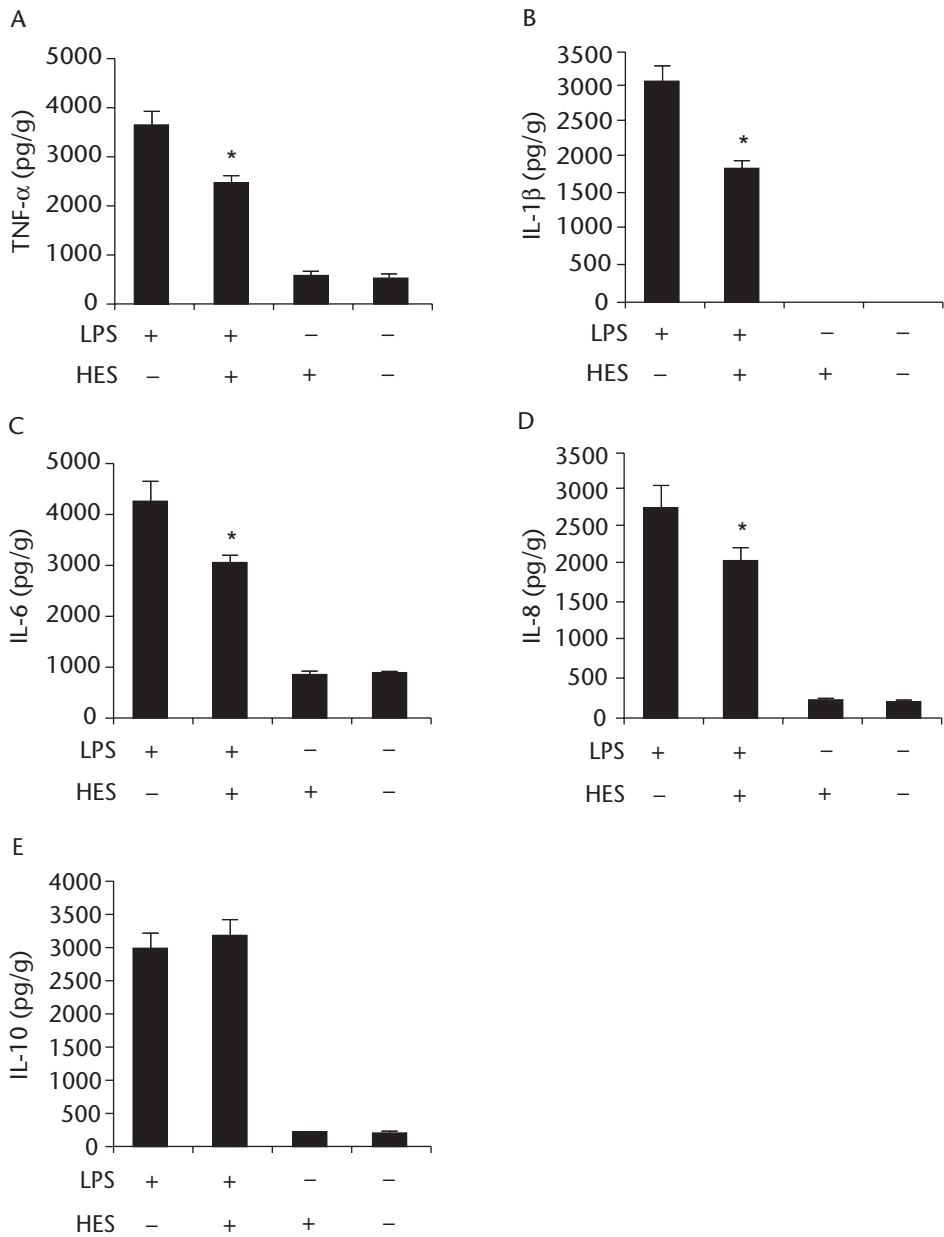 A
TNF-α (pg/g)
5000
4000
3000
2000
1000
0
*
LPS + + – –
HES – + + –
B
IL-1β (pg/g)
3500
3000
2500
2000
1500
1000
500
0
*
LPS + + – –
HES – + + –
C
IL-6 (pg/g)
5000
4000
3000
2000
1000
0
*
LPS + + – –
HES – + + –
D
IL-8 (pg/g)
3500
3000
2500
2000
1500
1000
500
0
*
LPS + + – –
HES – + + –
E
IL-10 (pg/g)
4000
3500
3000
2500
2000
1500
1000
500
0
LPS + + – –
HES – + + –